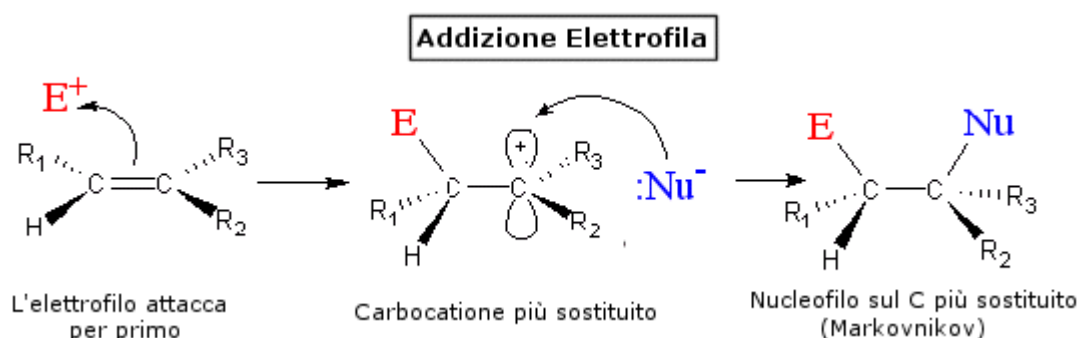 Addizione Elettrofila
E+
R1
R3
H
C
C
R2
E
+
R3
C
C
R1
R2
H
:Nu-
E
Nu
C
C
R1
R3
H
R2
L'elettrofilo attacca
per primo
Carbocatione più sostituito
Nucleofilo sul C più sostituito
(Markovnikov)